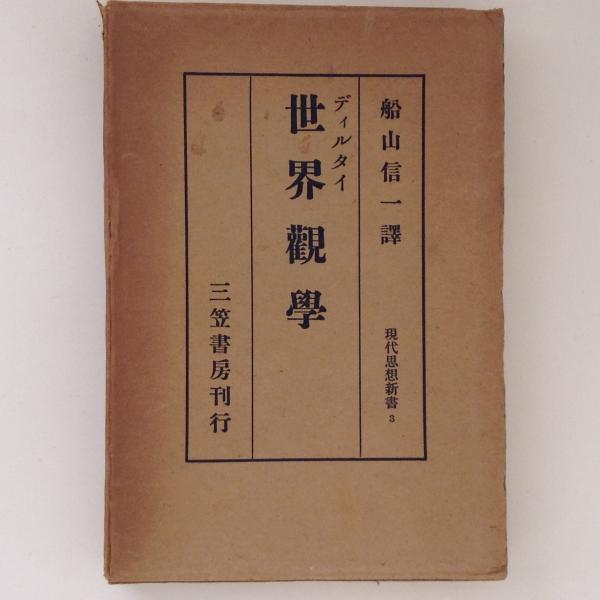 船山信一譯
現代思想新書3
ディルタイ
世界觀學
三笠書房刊行